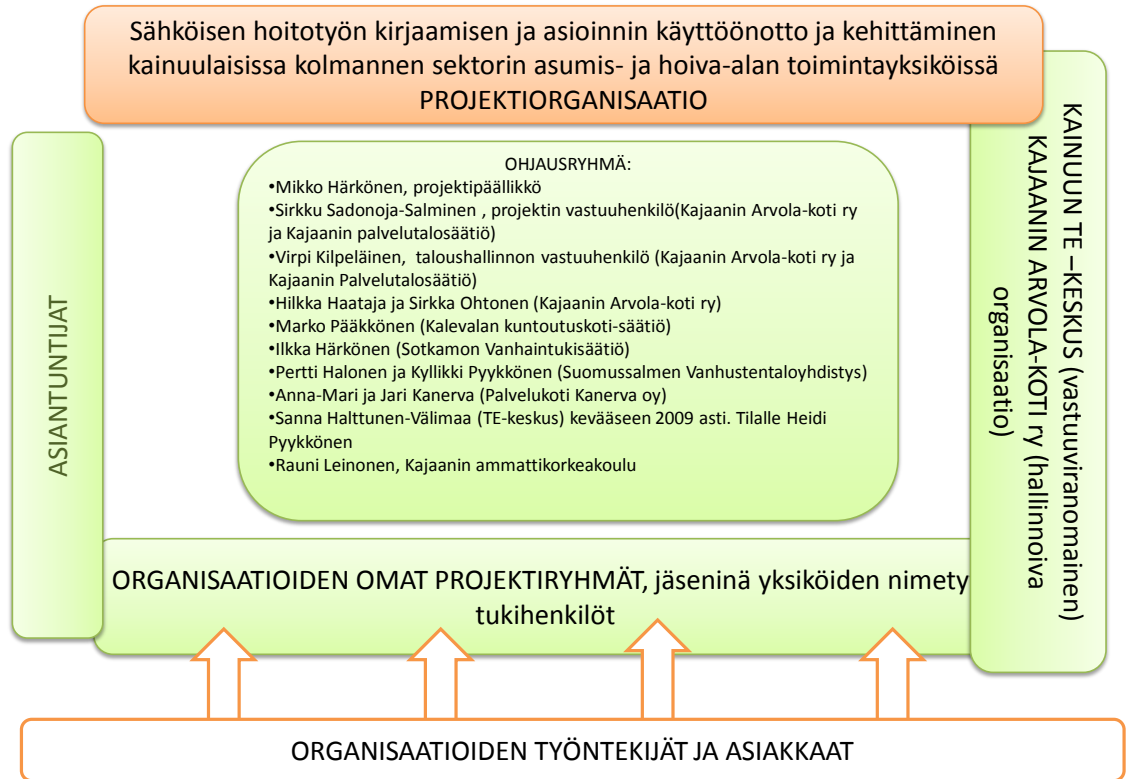 Sähköisen hoitotyön kirjaamisen ja asioinnin käyttöönotto ja kehittäminen
kainuulaisissa kolmannen sektorin asumis- ja hoiva-alan toimintayksiköissä
PROJEKTIORGANISAATIO
ASIANTUNTIJAT
OHJAUSRYHMÄ:
•Mikko Härkönen, projektipäällikkö
•Sirkku Sadonoja-Salminen , projektin vastuuhenkilö(Kajaanin Arvola-koti ry
ja Kajaanin palvelutalosäätiö)
•Virpi Kilpeläinen, taloushallinnon vastuuhenkilö (Kajaanin Arvola-koti ry ja
Kajaanin Palvelutalosäätiö)
•Hilkka Haataja ja Sirkka Ohtonen (Kajaanin Arvola-koti ry)
•Marko Pääkkönen (Kalevalan kuntoutuskoti-säätiö)
•Ilkka Härkönen (Sotkamon Vanhaintukisäätiö)
•Pertti Halonen ja Kyllikki Pyykkönen (Suomussalmen Vanhustentaloyhdistys)
•Anna-Mari ja Jari Kanerva (Palvelukoti Kanerva oy)
•Sanna Halttunen-Välimaa (TE-keskus) kevääseen 2009 asti. Tilalle Heidi
Pyykkönen
•Rauni Leinonen, Kajaanin ammattikorkeakoulu
KAINUUN TE –KESKUS (vastuuviranomainen)
KAJAANIN ARVOLA-KOTI ry (hallinnoiva
organisaatio)
ORGANISAATIOIDEN OMAT PROJEKTIRYHMÄT, jäseninä yksiköiden nimety
tukihenkilöt
ORGANISAATIOIDEN TYÖNTEKIJÄT JA ASIAKKAAT